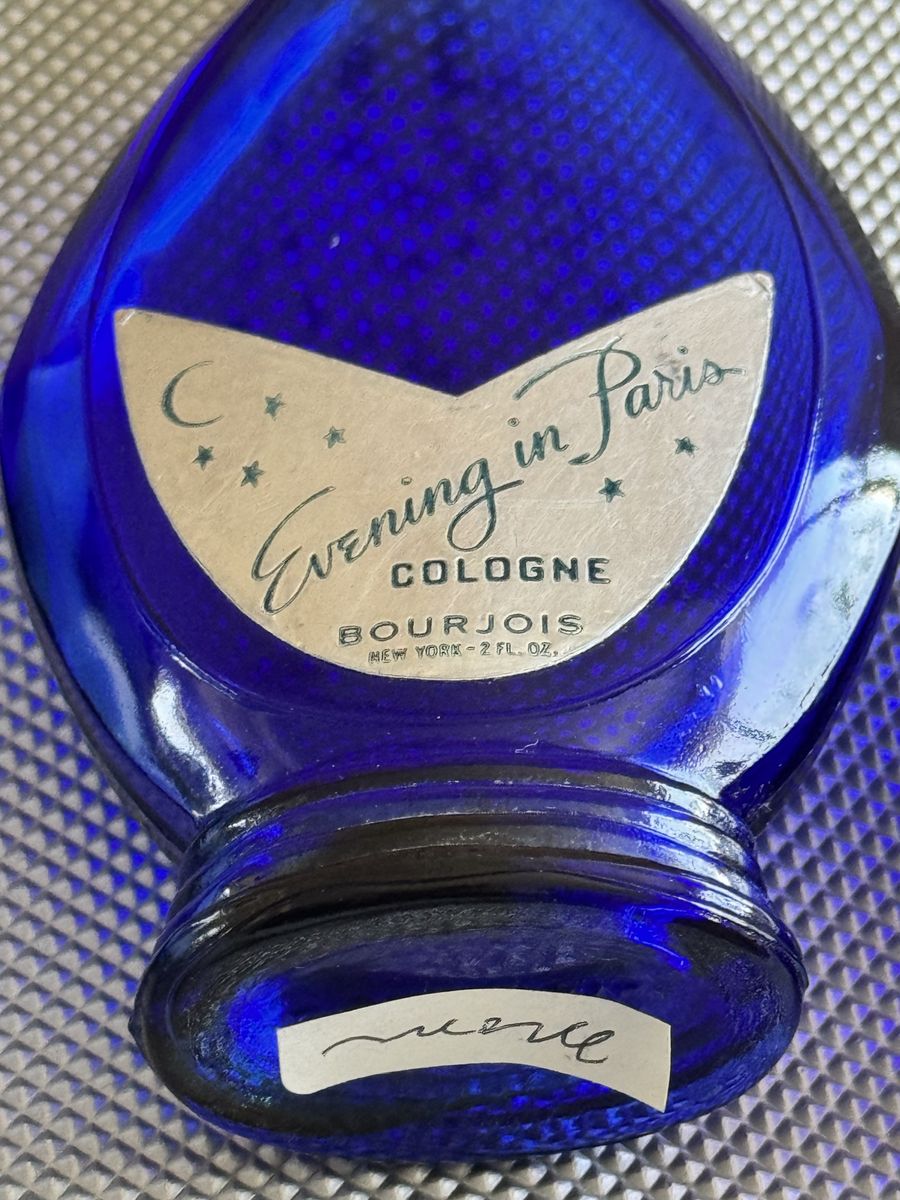 Evening in Paris
COLOGNE
BOURJOIS
NEW YORK - 2 FL. OZ.